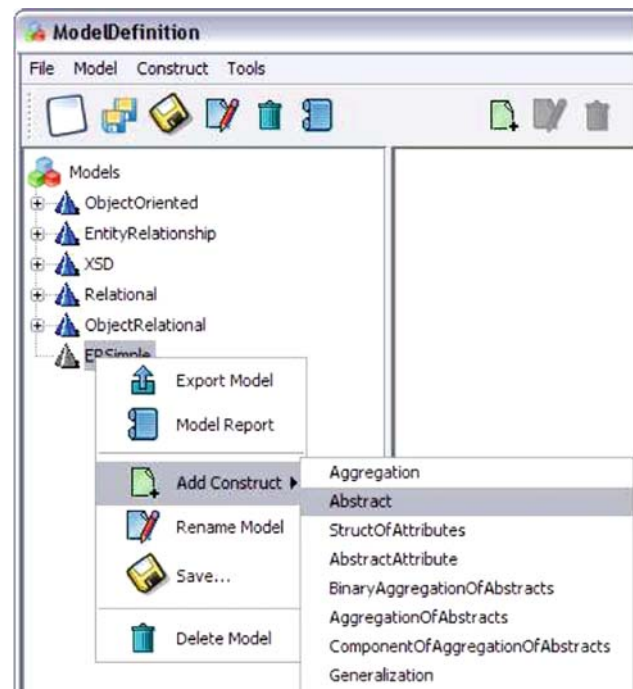 ModelDefinition
File Model Construct Tools
Models
ObjectOriented
EntityRelationship
XSD
Relational
ObjectRelational
ERSimple
Export Model
Model Report
Add Construct
Rename Model
Save...
Delete Model
Aggregation
Abstract
StructOfAttributes
AbstractAttribute
BinaryAggregationOfAbstracts
AggregationOfAbstracts
ComponentOfAggregationOfAbstracts
Generalization